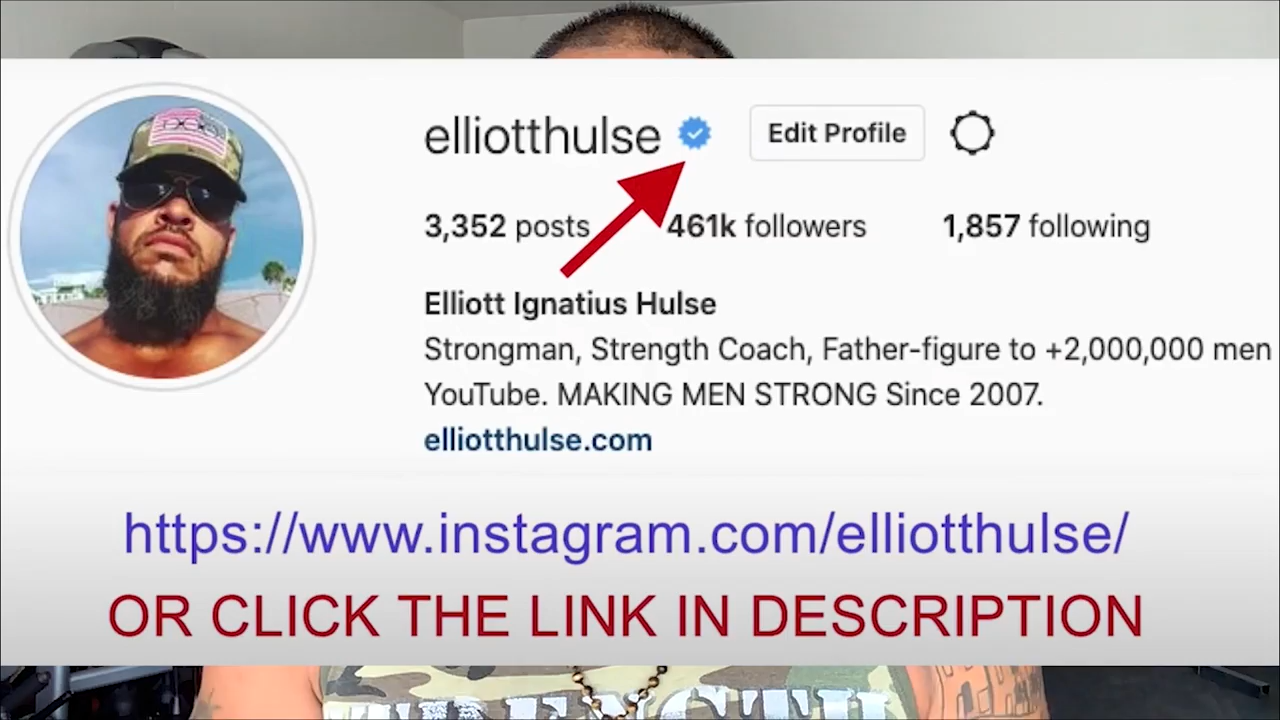 elliotthulse Edit Profile
3,352 posts 461k followers 1,857 following
Elliott Ignatius Hulse
Strongman, Strength Coach, Father-figure to +2,000,000 men
YouTube. MAKING MEN STRONG Since 2007.
elliotthulse.com
https://www.instagram.com/elliotthulse/
OR CLICK THE LINK IN DESCRIPTION
STRENGTH